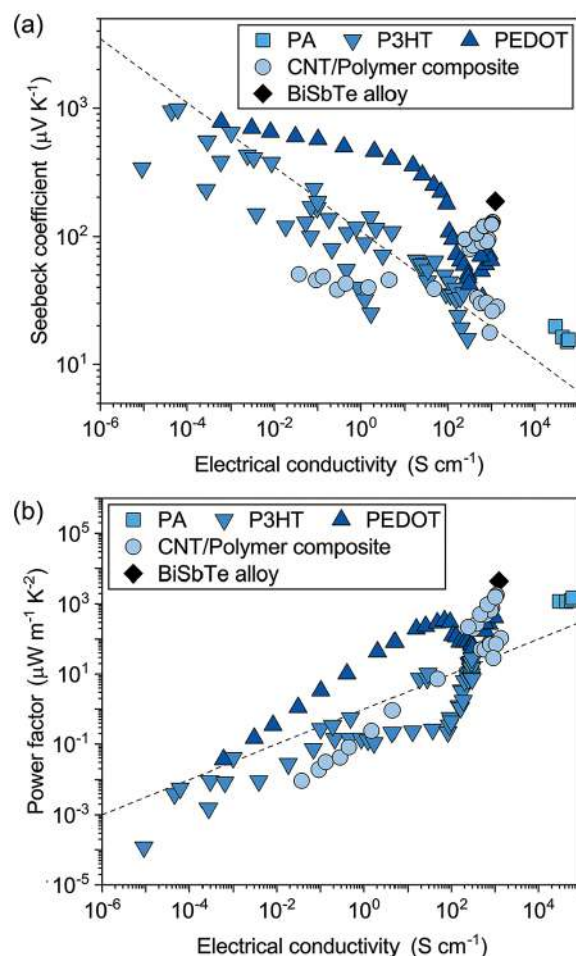 (a)
PA P3HT PEDOT
CNT/Polymer composite
BiSbTe alloy
Seebeck coefficient (μV K⁻¹)
10³
10²
10¹
10⁻⁶ 10⁻⁴ 10⁻² 10⁰ 10² 10⁴
Electrical conductivity (S cm⁻¹)
(b)
PA P3HT PEDOT
CNT/Polymer composite
BiSbTe alloy
Power factor (μW m⁻¹ K⁻²)
10⁷
10⁵
10³
10¹
10⁻¹
10⁻³
10⁻⁵
10⁻⁶ 10⁻⁴ 10⁻² 10⁰ 10² 10⁴
Electrical conductivity (S cm⁻¹)